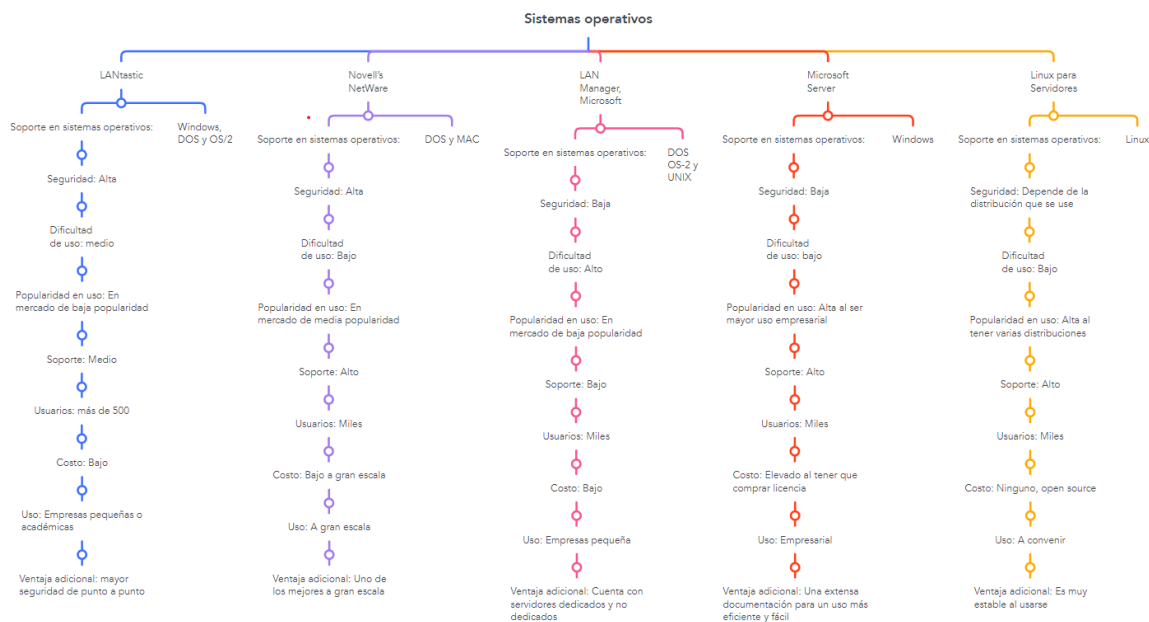 Sistemas operativos
LANtastic
Soporte en sistemas operativos:
Windows,
DOS y OS/2
Seguridad: Alta
Dificultad
de uso: medio
Popularidad en uso: En
mercado de baja popularidad
Soporte: Medio
Usuarios: más de 500
Costo: Bajo
Uso: Empresas pequeñas o
académicas
Ventaja adicional: mayor
seguridad de punto a punto
Novell's
NetWare
Soporte en sistemas operativos:
DOS y MAC
Seguridad: Alta
Dificultad
de uso: Bajo
Popularidad en uso: En
mercado de media popularidad
Soporte: Alto
Usuarios: Miles
Costo: Bajo a gran escala
Uso: A gran escala
Ventaja adicional: Uno de
los mejores a gran escala
LAN
Manager,
Microsoft
Soporte en sistemas operativos:
DOS
OS-2 y
UNIX
Seguridad: Baja
Dificultad
de uso: Alto
Popularidad en uso: En
mercado de baja popularidad
Soporte: Bajo
Usuarios: Miles
Costo: Bajo
Uso: Empresas pequeña
Ventaja adicional: Cuenta con
servidores dedicados y no
dedicados
Microsoft
Server
Soporte en sistemas operativos:
Windows
Seguridad: Baja
Dificultad
de uso: bajo
Popularidad en uso: Alta al ser
mayor uso empresarial
Soporte: Alto
Usuarios: Miles
Costo: Elevado al tener que
comprar licencia
Uso: Empresarial
Ventaja adicional: Una extensa
documentación para un uso más
eficiente y fácil
Linux para
Servidores
Soporte en sistemas operativos:
Linux
Seguridad: Depende de la
distribución que se use
Dificultad
de uso: Bajo
Popularidad en uso: Alta al
tener varias distribuciones
Soporte: Alto
Usuarios: Miles
Costo: Ninguno, open source
Uso: A convenir
Ventaja adicional: Es muy
estable al usarse